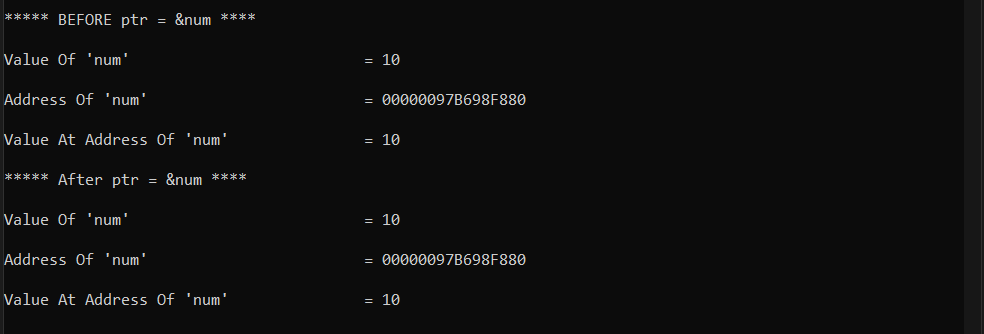 ***** BEFORE ptr = &num ****
Value Of 'num' = 10
Address Of 'num' = 00000097B698F880
Value At Address Of 'num' = 10
***** After ptr = &num ****
Value Of 'num' = 10
Address Of 'num' = 00000097B698F880
Value At Address Of 'num' = 10